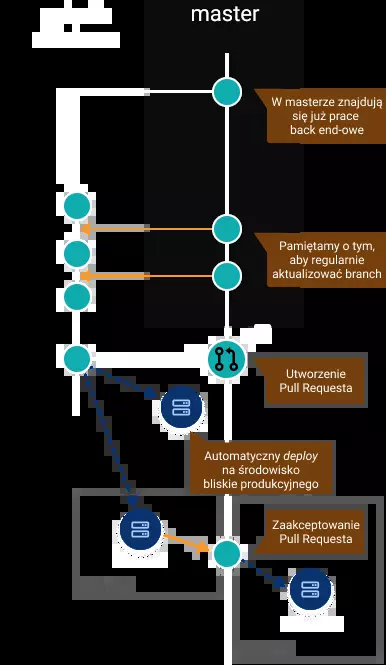 master
W masterze znajdują
się już prace
back end-owe
Pamiętamy o tym,
aby regularnie
aktualizować branch
Utworzenie
Pull Requesta
Automatyczny deploy
na środowisko
bliskie produkcyjnego
Zaakceptowanie
Pull Requesta